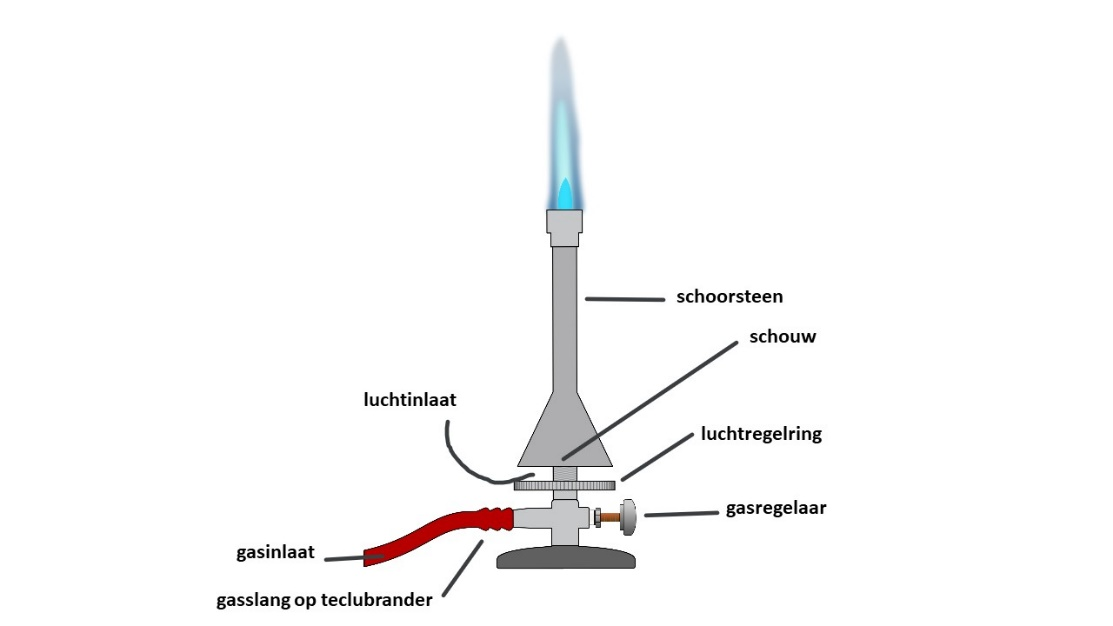 schoorsteen
schouw
luchtinlaat
luchtregelring
gasregelaar
gasinlaat
gasslang op teclubrander